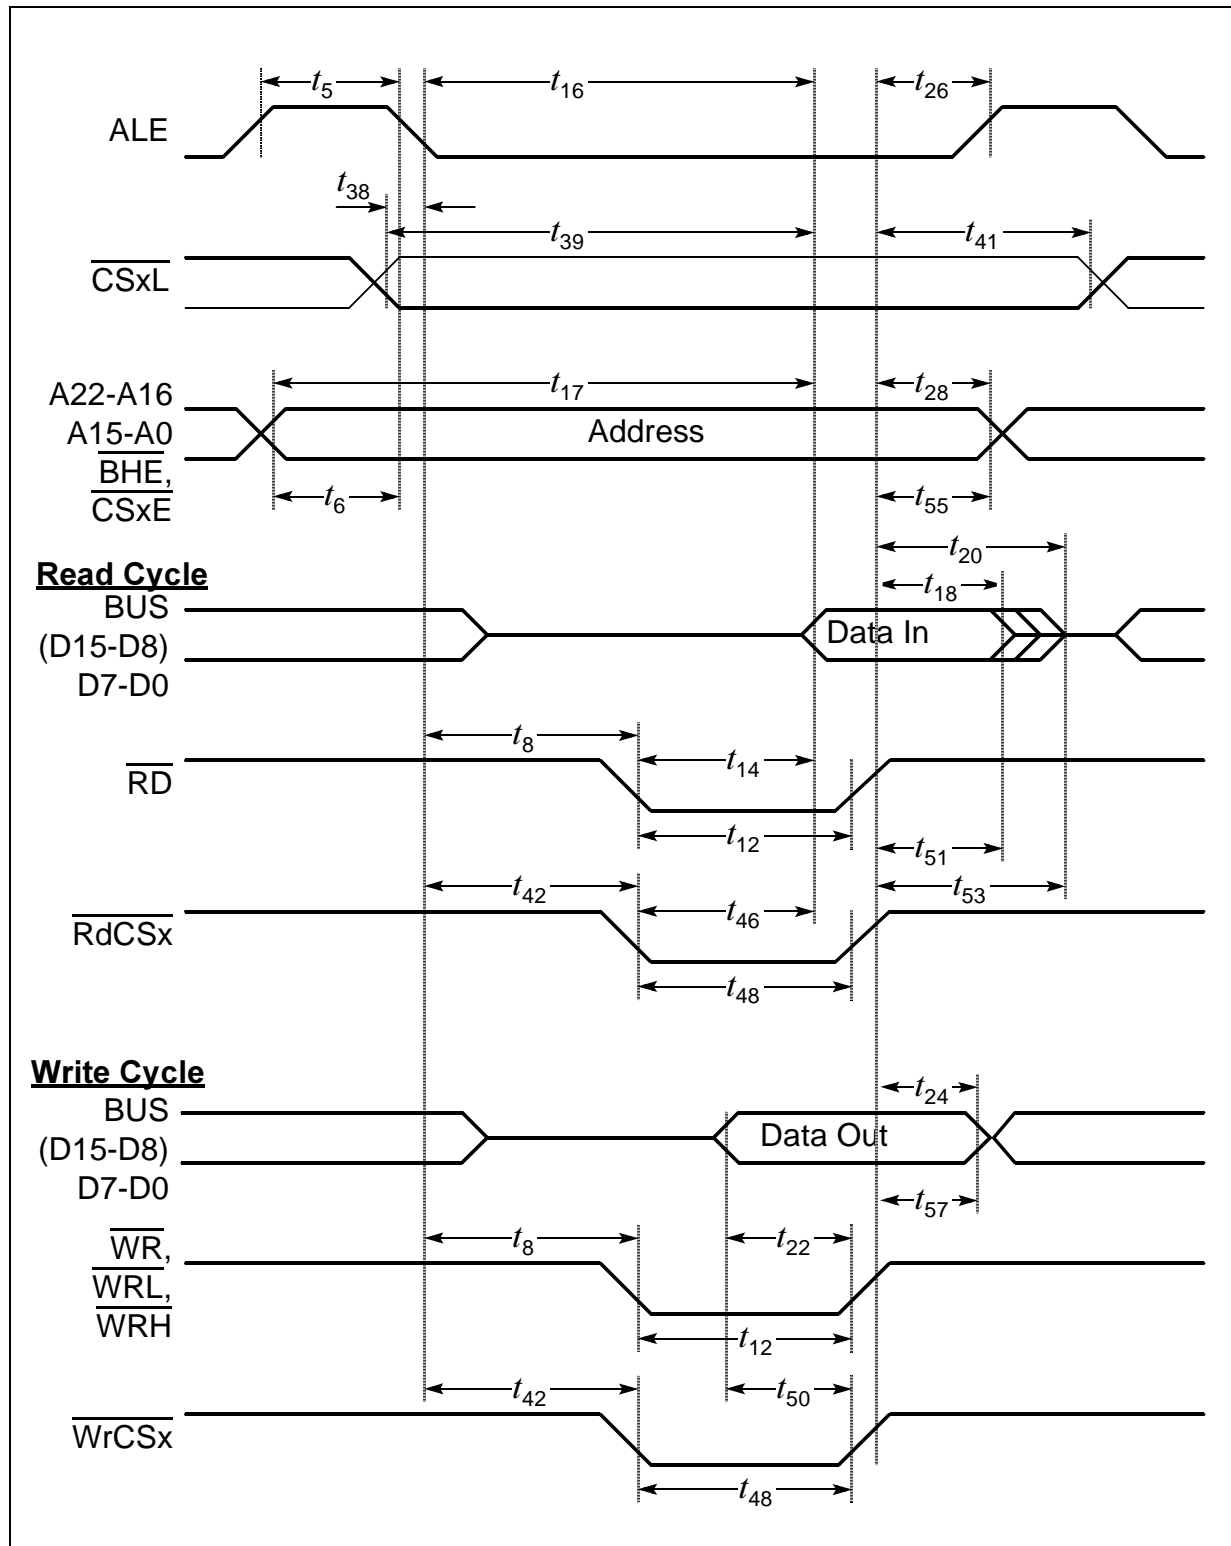 t5
t16
t26
ALE
t38
t39
t41
CSxL
A22-A16
t17
t28
A15-A0
Address
BHE,
CSxE
t6
t55
t20
Read Cycle
t18
BUS
Data In
(D15-D8)
D7-D0
t8
t14
RD
t12
t51
t42
t53
t46
RdCSx
t48
Write Cycle
t24
BUS
Data Out
(D15-D8)
D7-D0
t57
WR,
t8
t22
WRL,
WRH
t12
t42
t50
WrCSx
t48